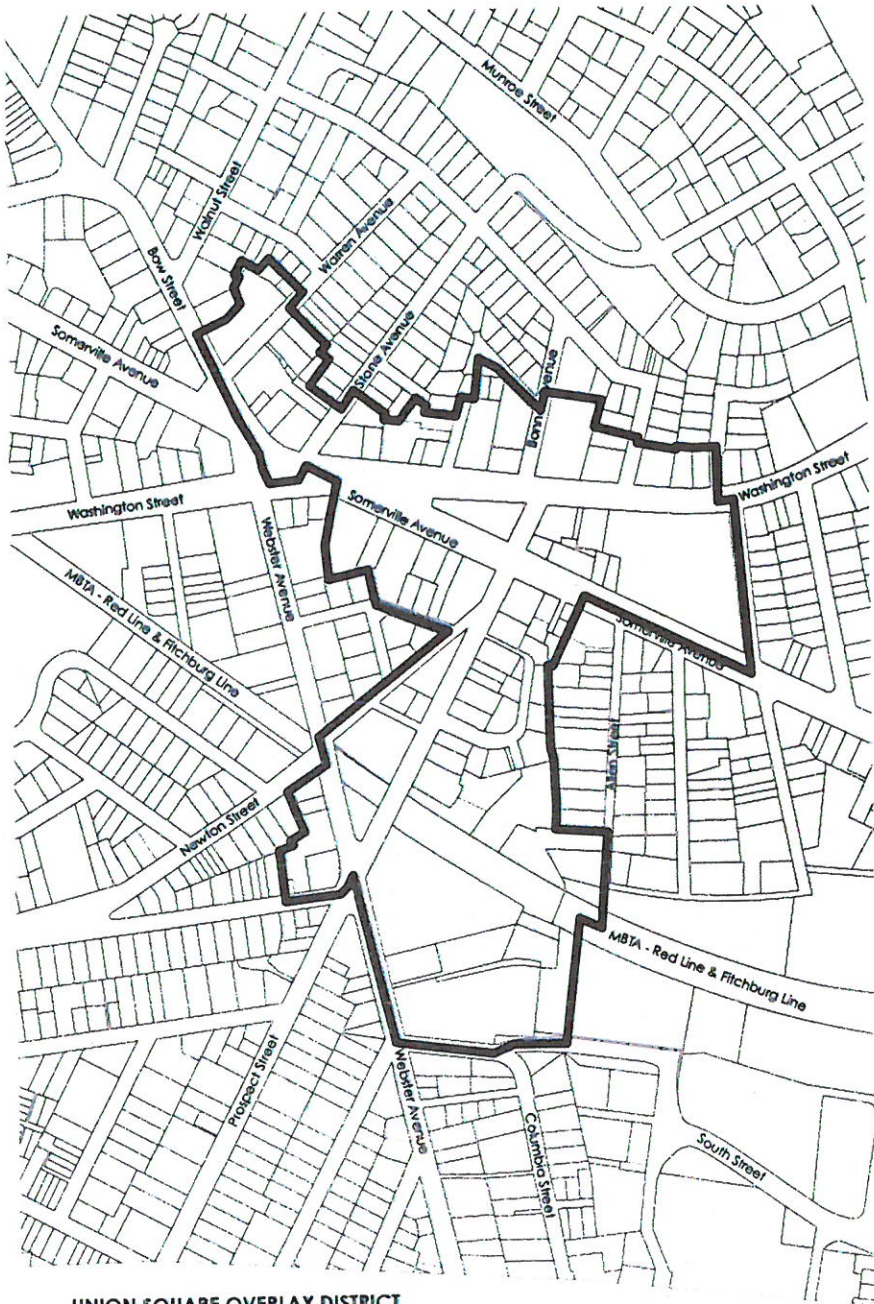 Munroe Street
Walnut Street
Warren Avenue
Bow Street
Somerville Avenue
Stone Avenue
Washington Street
Washington Street
Somerville Avenue
Webster Avenue
MBTA - Red Line & Fitchburg Line
Somerville Avenue
Allen Street
Newton Street
MBTA - Red Line & Fitchburg Line
Prospect Street
Webster Avenue
Columbia Street
South Street
UNION SQUARE OVERLAY DISTRICT